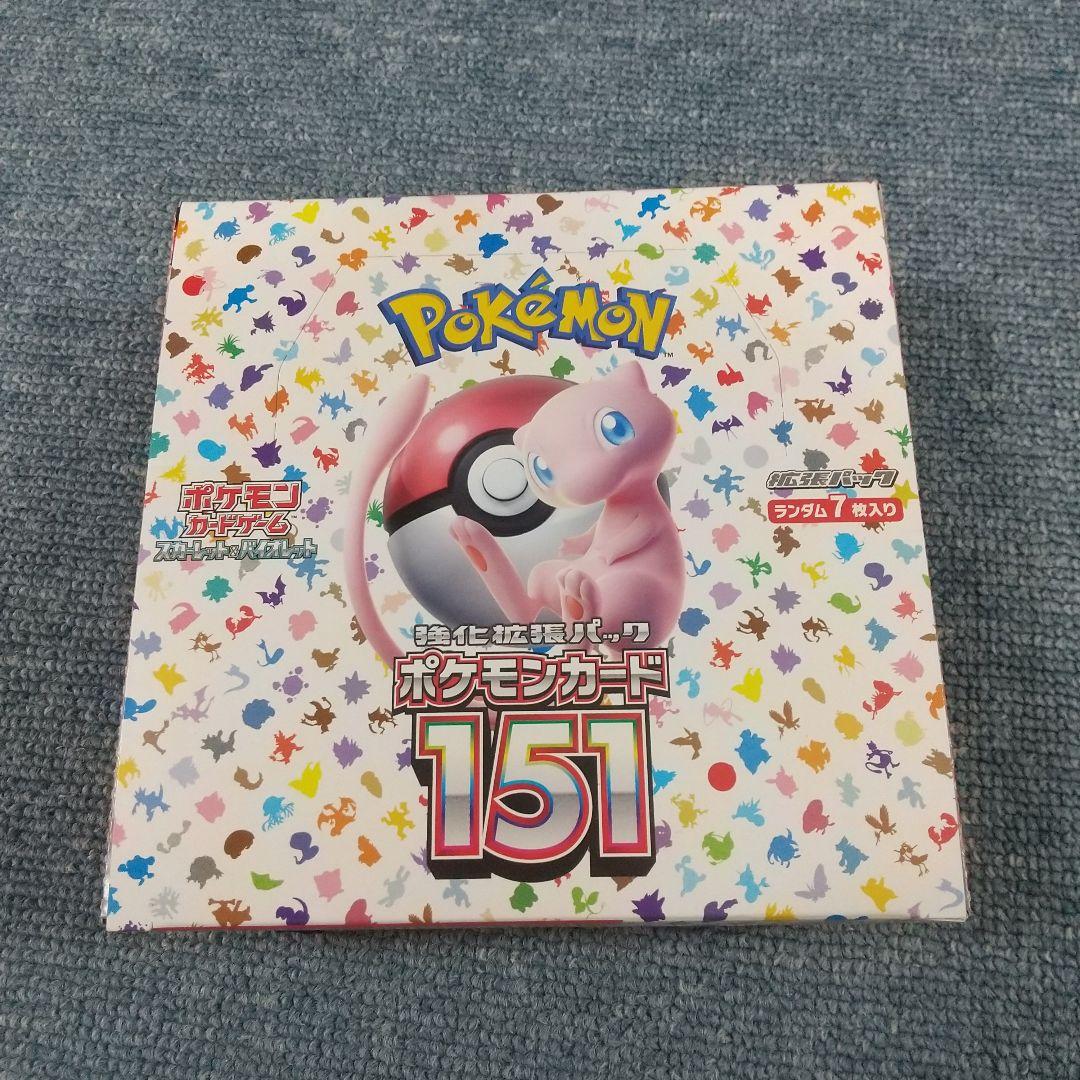 POKéMON
TM
ポケモン
カードゲーム
スカーレット&バイオレット
拡張パック
ランダム7枚入り
強化拡張パック
ポケモンカード
151